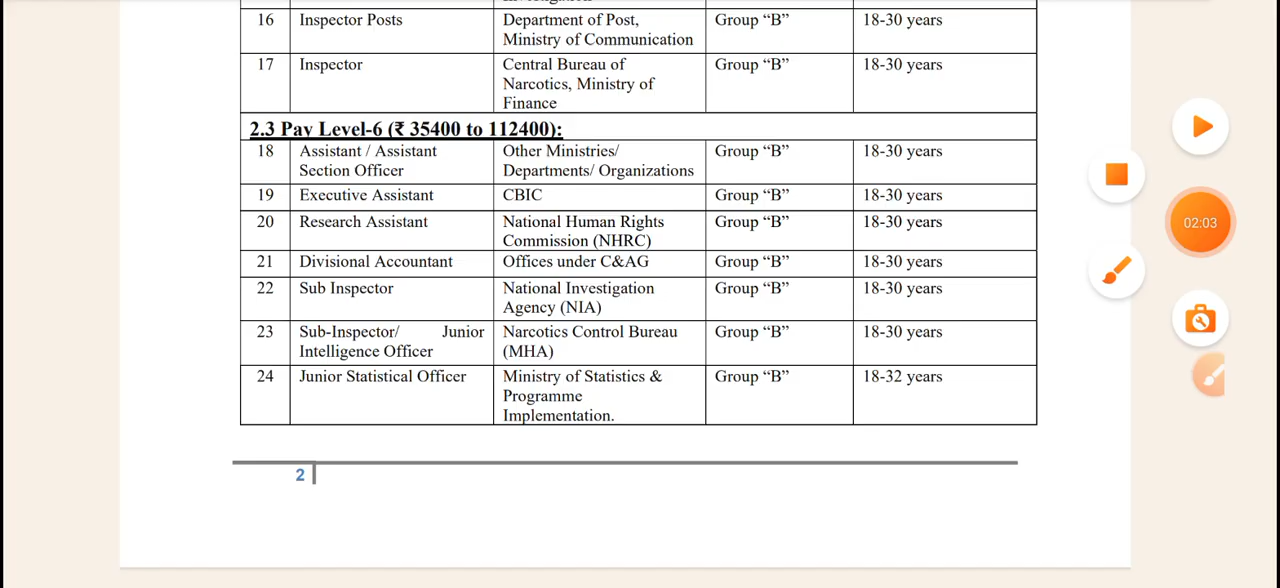 16 Inspector Posts Department of Post, Group “B” 18-30 years
Ministry of Communication
17 Inspector Central Bureau of Group “B” 18-30 years
Narcotics, Ministry of
Finance
2.3 Pay Level-6 (₹ 35400 to 112400):
18 Assistant / Assistant Other Ministries/ Group “B” 18-30 years
Section Officer Departments/ Organizations
19 Executive Assistant CBIC Group “B” 18-30 years
20 Research Assistant National Human Rights Group “B” 18-30 years
Commission (NHRC)
21 Divisional Accountant Offices under C&AG Group “B” 18-30 years
22 Sub Inspector National Investigation Group “B” 18-30 years
Agency (NIA)
23 Sub-Inspector/ Junior Narcotics Control Bureau Group “B” 18-30 years
Intelligence Officer (MHA)
24 Junior Statistical Officer Ministry of Statistics & Group “B” 18-32 years
Programme
Implementation.
2
02:03